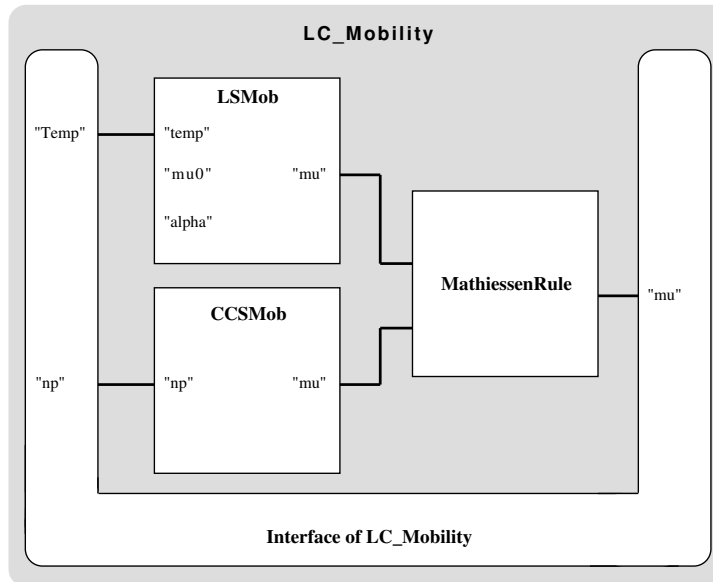 LC_Mobility
LSMob
"Temp" "temp"
"mu0" "mu"
"alpha"
MathiessenRule
"mu"
CCSMob
"np" "np" "mu"
Interface of LC_Mobility